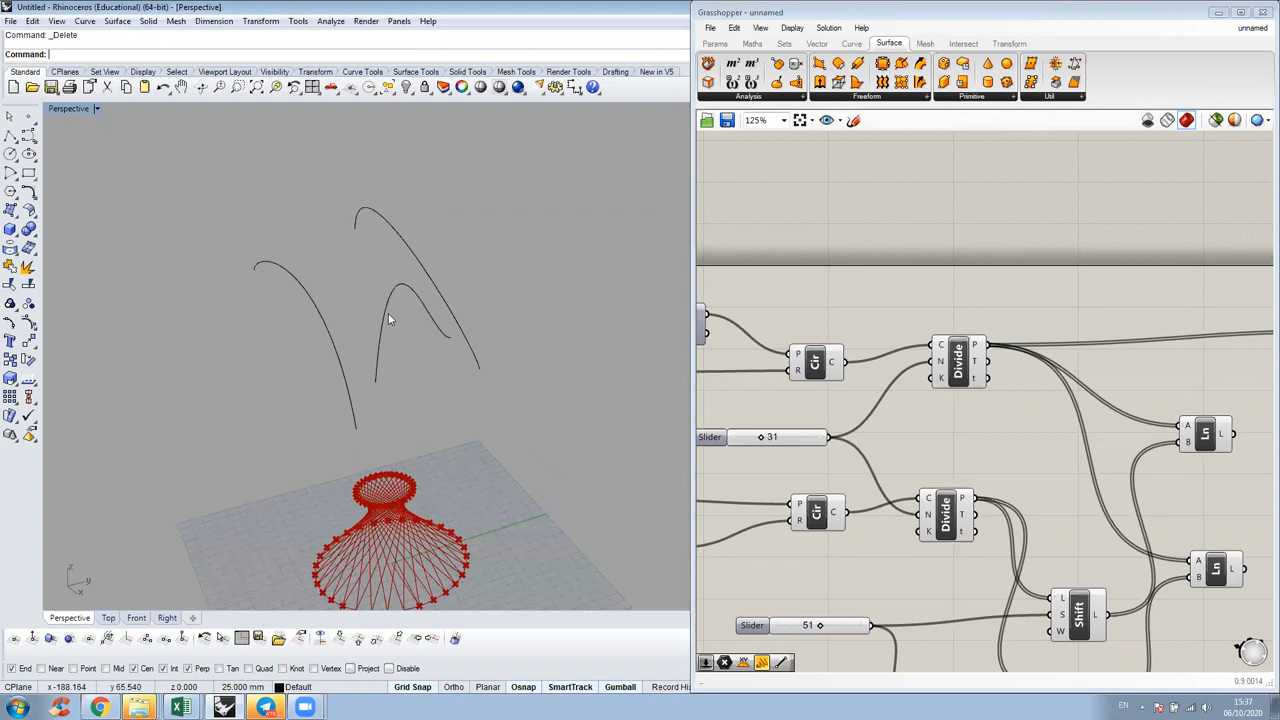 Untitled - Rhinoceros (Educational) (64-bit) - [Perspective]
File Edit View Curve Surface Solid Mesh Dimension Transform Tools Analyze Render Panels Help
Command: _Delete
Command:
Standard CPlanes Set View Display Select Viewport Layout Visibility Transform Curve Tools Surface Tools Solid Tools Mesh Tools Render Tools Drafting New in V5
Perspective
z
y
x
Perspective Top Front Right
End Near Point Mid Cen Int Perp Tan Quad Knot Vertex Project Disable
CPlane x -188.164 y 65.540 z 0.000 25.000 mm Default Grid Snap Ortho Planar Osnap SmartTrack Gumball Record Hi
Grasshopper - unnamed
File Edit View Display Solution Help unnamed
Params Maths Sets Vector Curve Surface Mesh Intersect Transform
Analysis Freeform Primitive Util
125%
P R Cir C
C N K Divide P T t
Slider 31
A B Ln L
P R Cir C
C N K Divide P T t
A B Ln L
L S W Shift L
Slider 51
0.9.0014
EN 15:37
06/10/2020